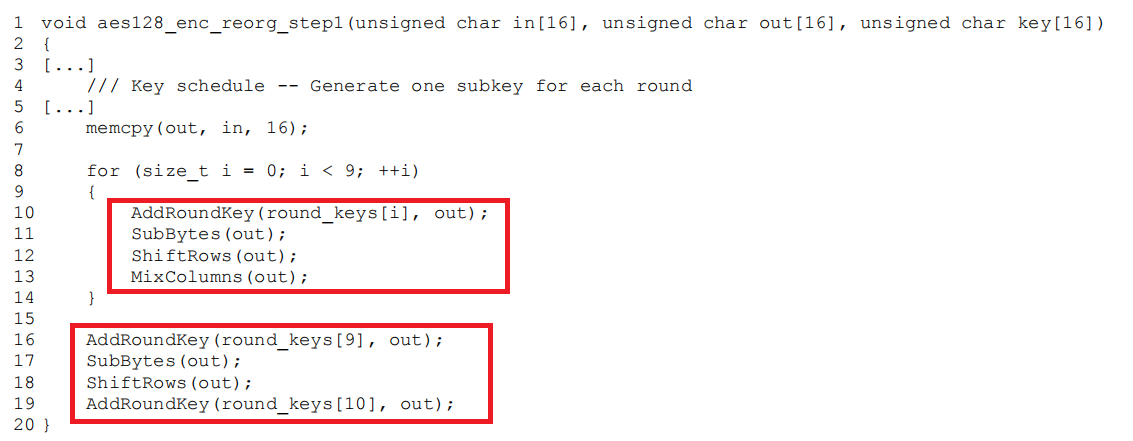 1 void aes128_enc_reorg_step1(unsigned char in[16], unsigned char out[16], unsigned char key[16])
2 {
3 [...]
4     /// Key schedule -- Generate one subkey for each round
5 [...]
6     memcpy(out, in, 16);
7
8     for (size_t i = 0; i < 9; ++i)
9     {
10         AddRoundKey(round_keys[i], out);
11         SubBytes(out);
12         ShiftRows(out);
13         MixColumns(out);
14     }
15
16     AddRoundKey(round_keys[9], out);
17     SubBytes(out);
18     ShiftRows(out);
19     AddRoundKey(round_keys[10], out);
20 }